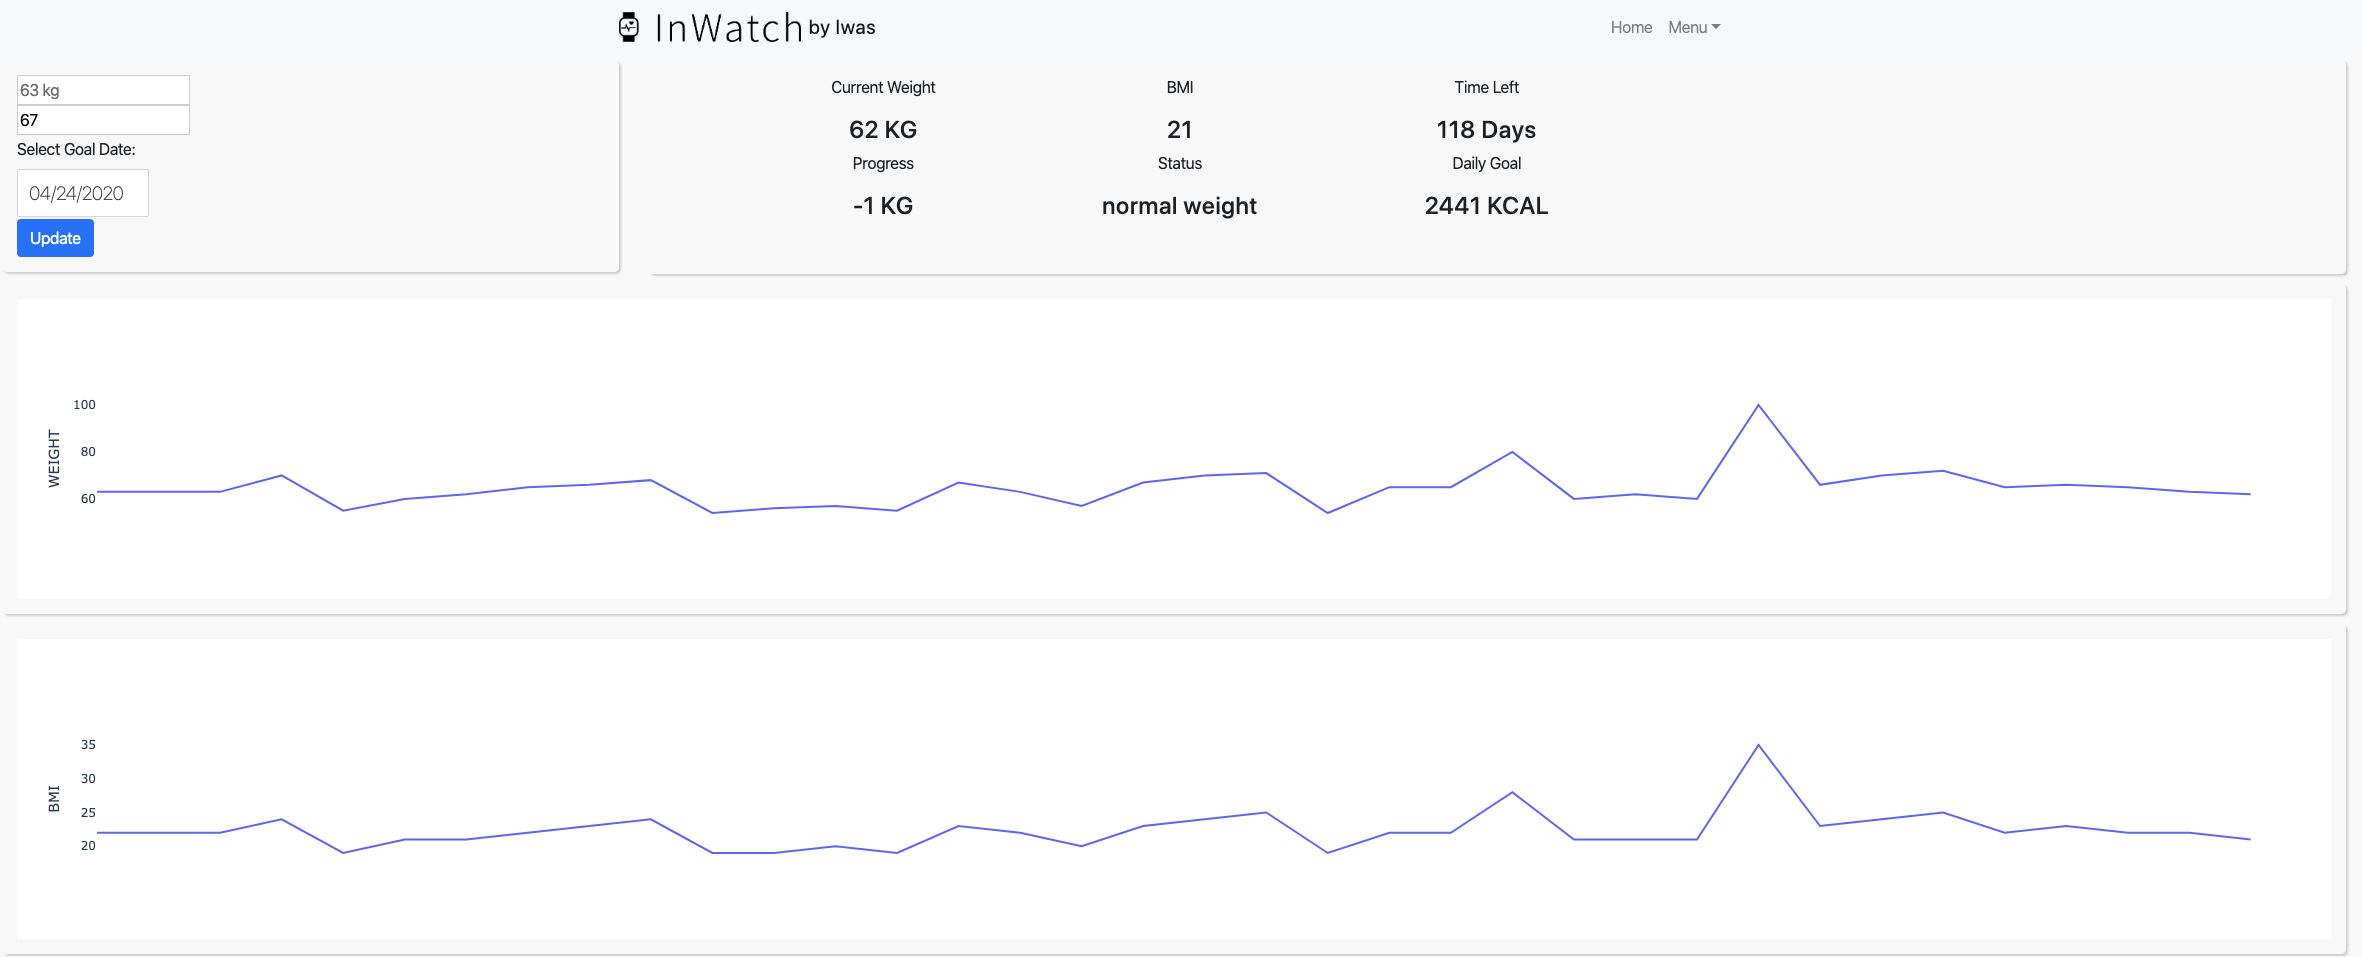 InWatch by Iwas
Home Menu
63 kg
67
Select Goal Date:
04/24/2020
Update
Current Weight BMI Time Left
62 KG 21 118 Days
Progress Status Daily Goal
-1 KG normal weight 2441 KCAL
WEIGHT
100
80
60
BMI
35
30
25
20